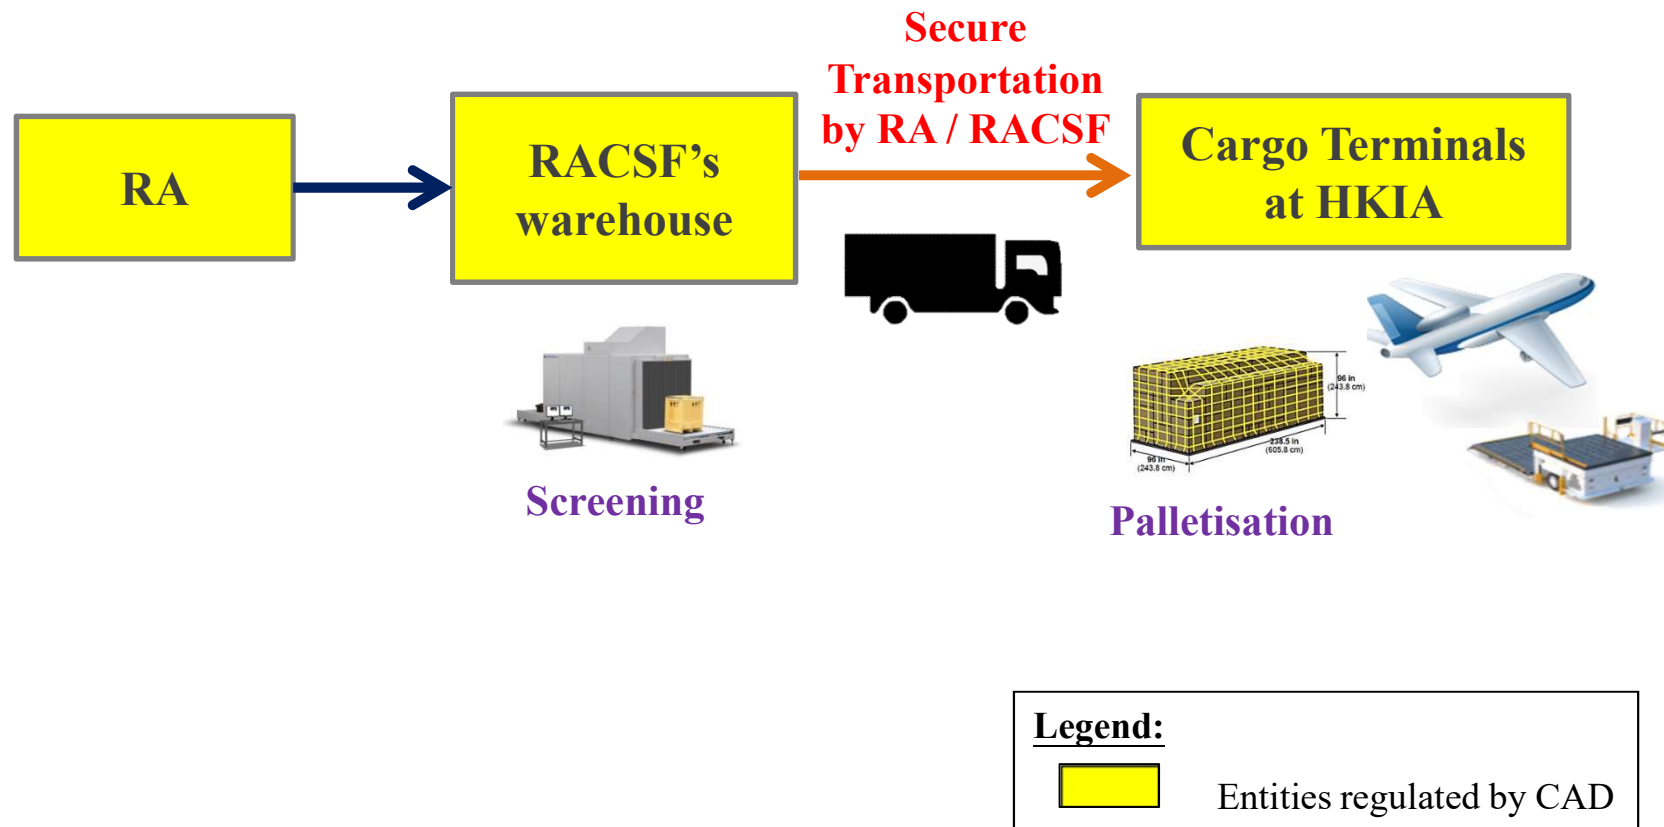 Secure
Transportation
by RA / RACSF
RA
RACSF’s
warehouse
Cargo Terminals
at HKIA
Screening
96 in
(243.8 cm)
238.5 in
(605.8 cm)
96 in
(243.8 cm)
Palletisation
Legend:
Entities regulated by CAD